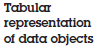 Tabular
representation
of data objects